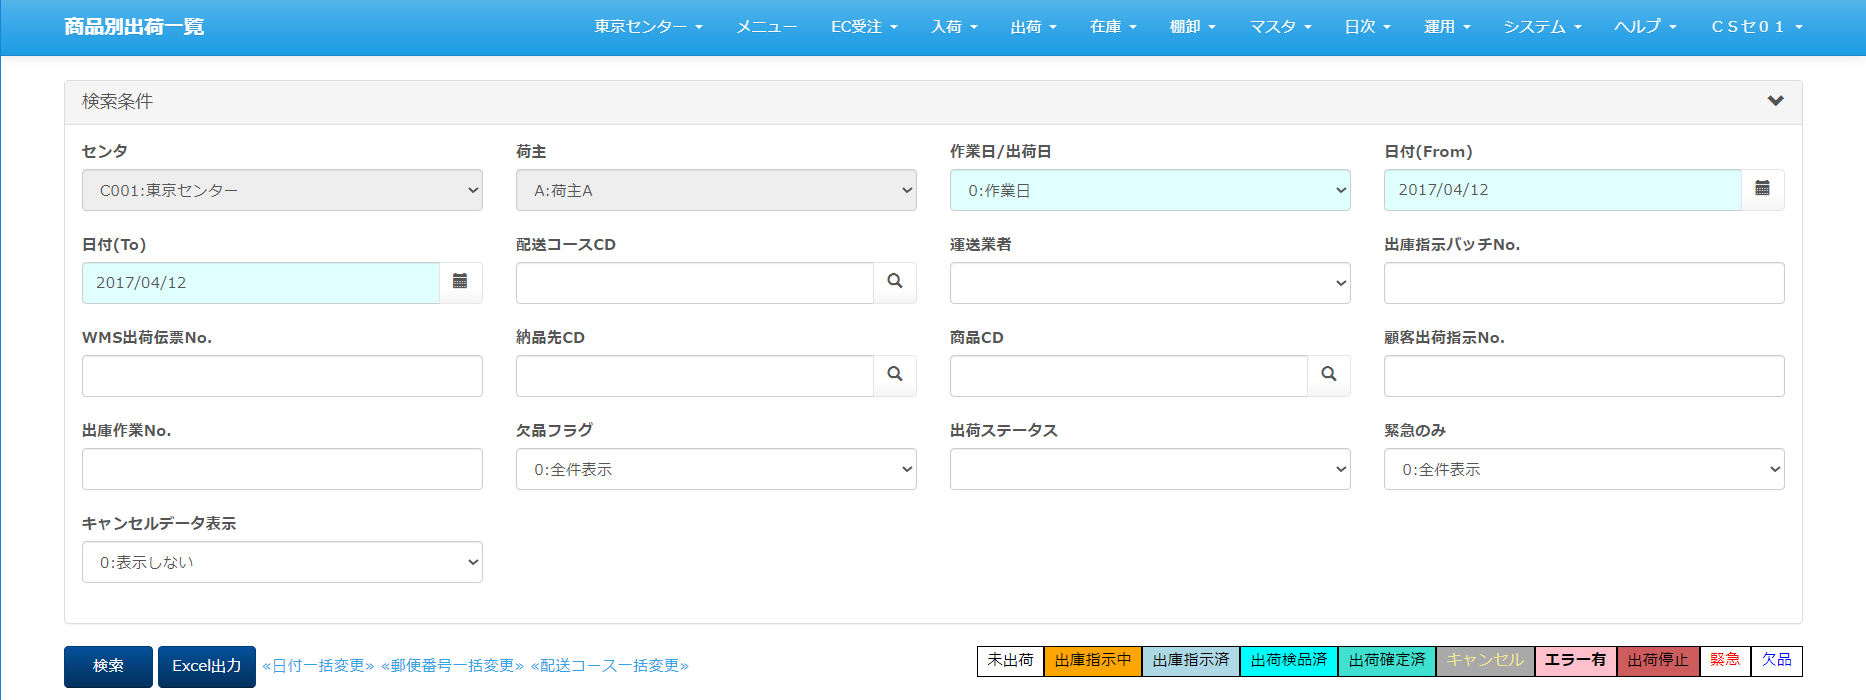 商品別出荷一覧 東京センター メニュー EC受注 入荷 出荷 在庫 棚卸 マスタ 日次 運用 システム ヘルプ ＣＳセ０１
検索条件
センタ 荷主 作業日/出荷日 日付(From)
C001:東京センター A:荷主A 0:作業日 2017/04/12
日付(To) 配送コースCD 運送業者 出庫指示バッチNo.
2017/04/12
WMS出荷伝票No. 納品先CD 商品CD 顧客出荷指示No.
出庫作業No. 欠品フラグ 出荷ステータス 緊急のみ
0:全件表示 0:全件表示
キャンセルデータ表示
0:表示しない
検索 Excel出力 «日付一括変更» «郵便番号一括変更» «配送コース一括変更» 未出荷 出庫指示中 出庫指示済 出荷検品済 出荷確定済 キャンセル エラー有 出荷停止 緊急 欠品